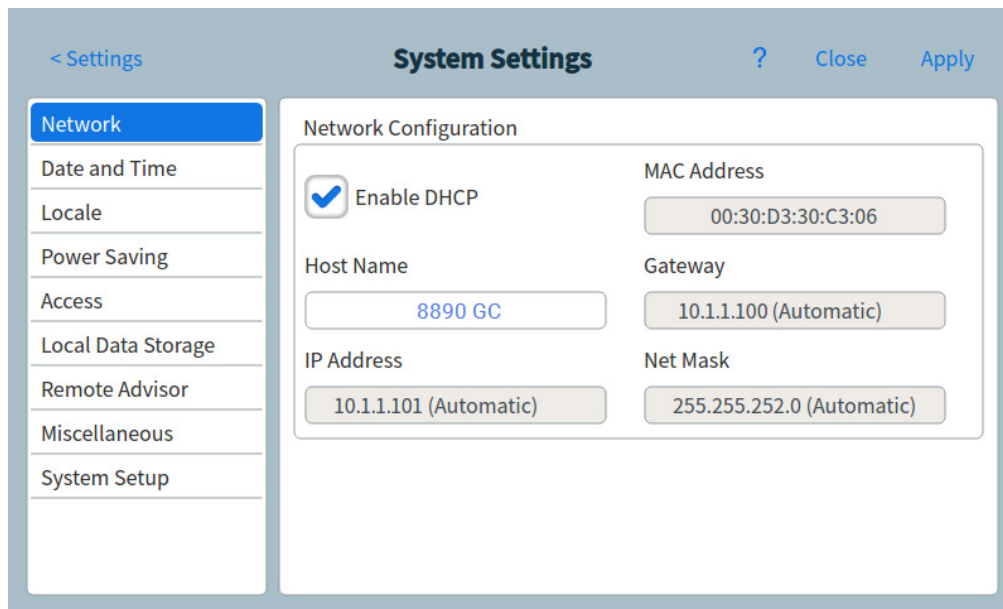 < Settings System Settings ? Close Apply
Network
Date and Time
Locale
Power Saving
Access
Local Data Storage
Remote Advisor
Miscellaneous
System Setup
Network Configuration
Enable DHCP
MAC Address
00:30:D3:30:C3:06
Host Name
8890 GC
Gateway
10.1.1.100 (Automatic)
IP Address
10.1.1.101 (Automatic)
Net Mask
255.255.252.0 (Automatic)